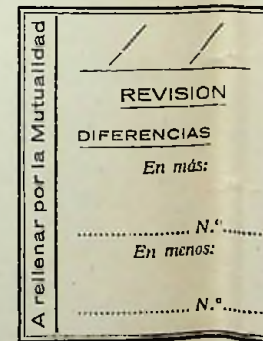 A rellenar por la Mutualidad
/ /
REVISION
DIFERENCIAS
En más:
........................ N.º ........
En menos:
........................ N.º ........